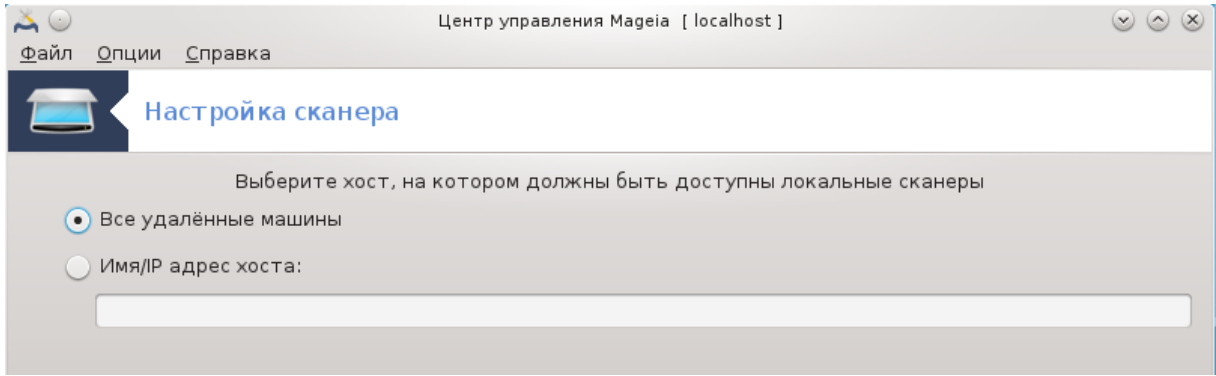 Центр управления Mageia [ localhost ]
Файл Опции Справка
Настройка сканера
Выберите хост, на котором должны быть доступны локальные сканеры
Все удалённые машины
Имя/IP адрес хоста: